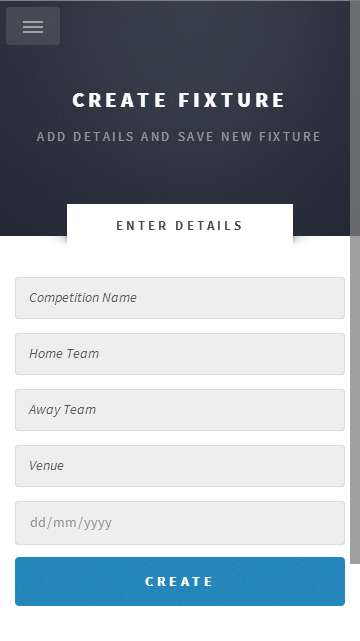 CREATE FIXTURE
ADD DETAILS AND SAVE NEW FIXTURE
ENTER DETAILS
Competition Name
Home Team
Away Team
Venue
dd/mm/yyyy
CREATE